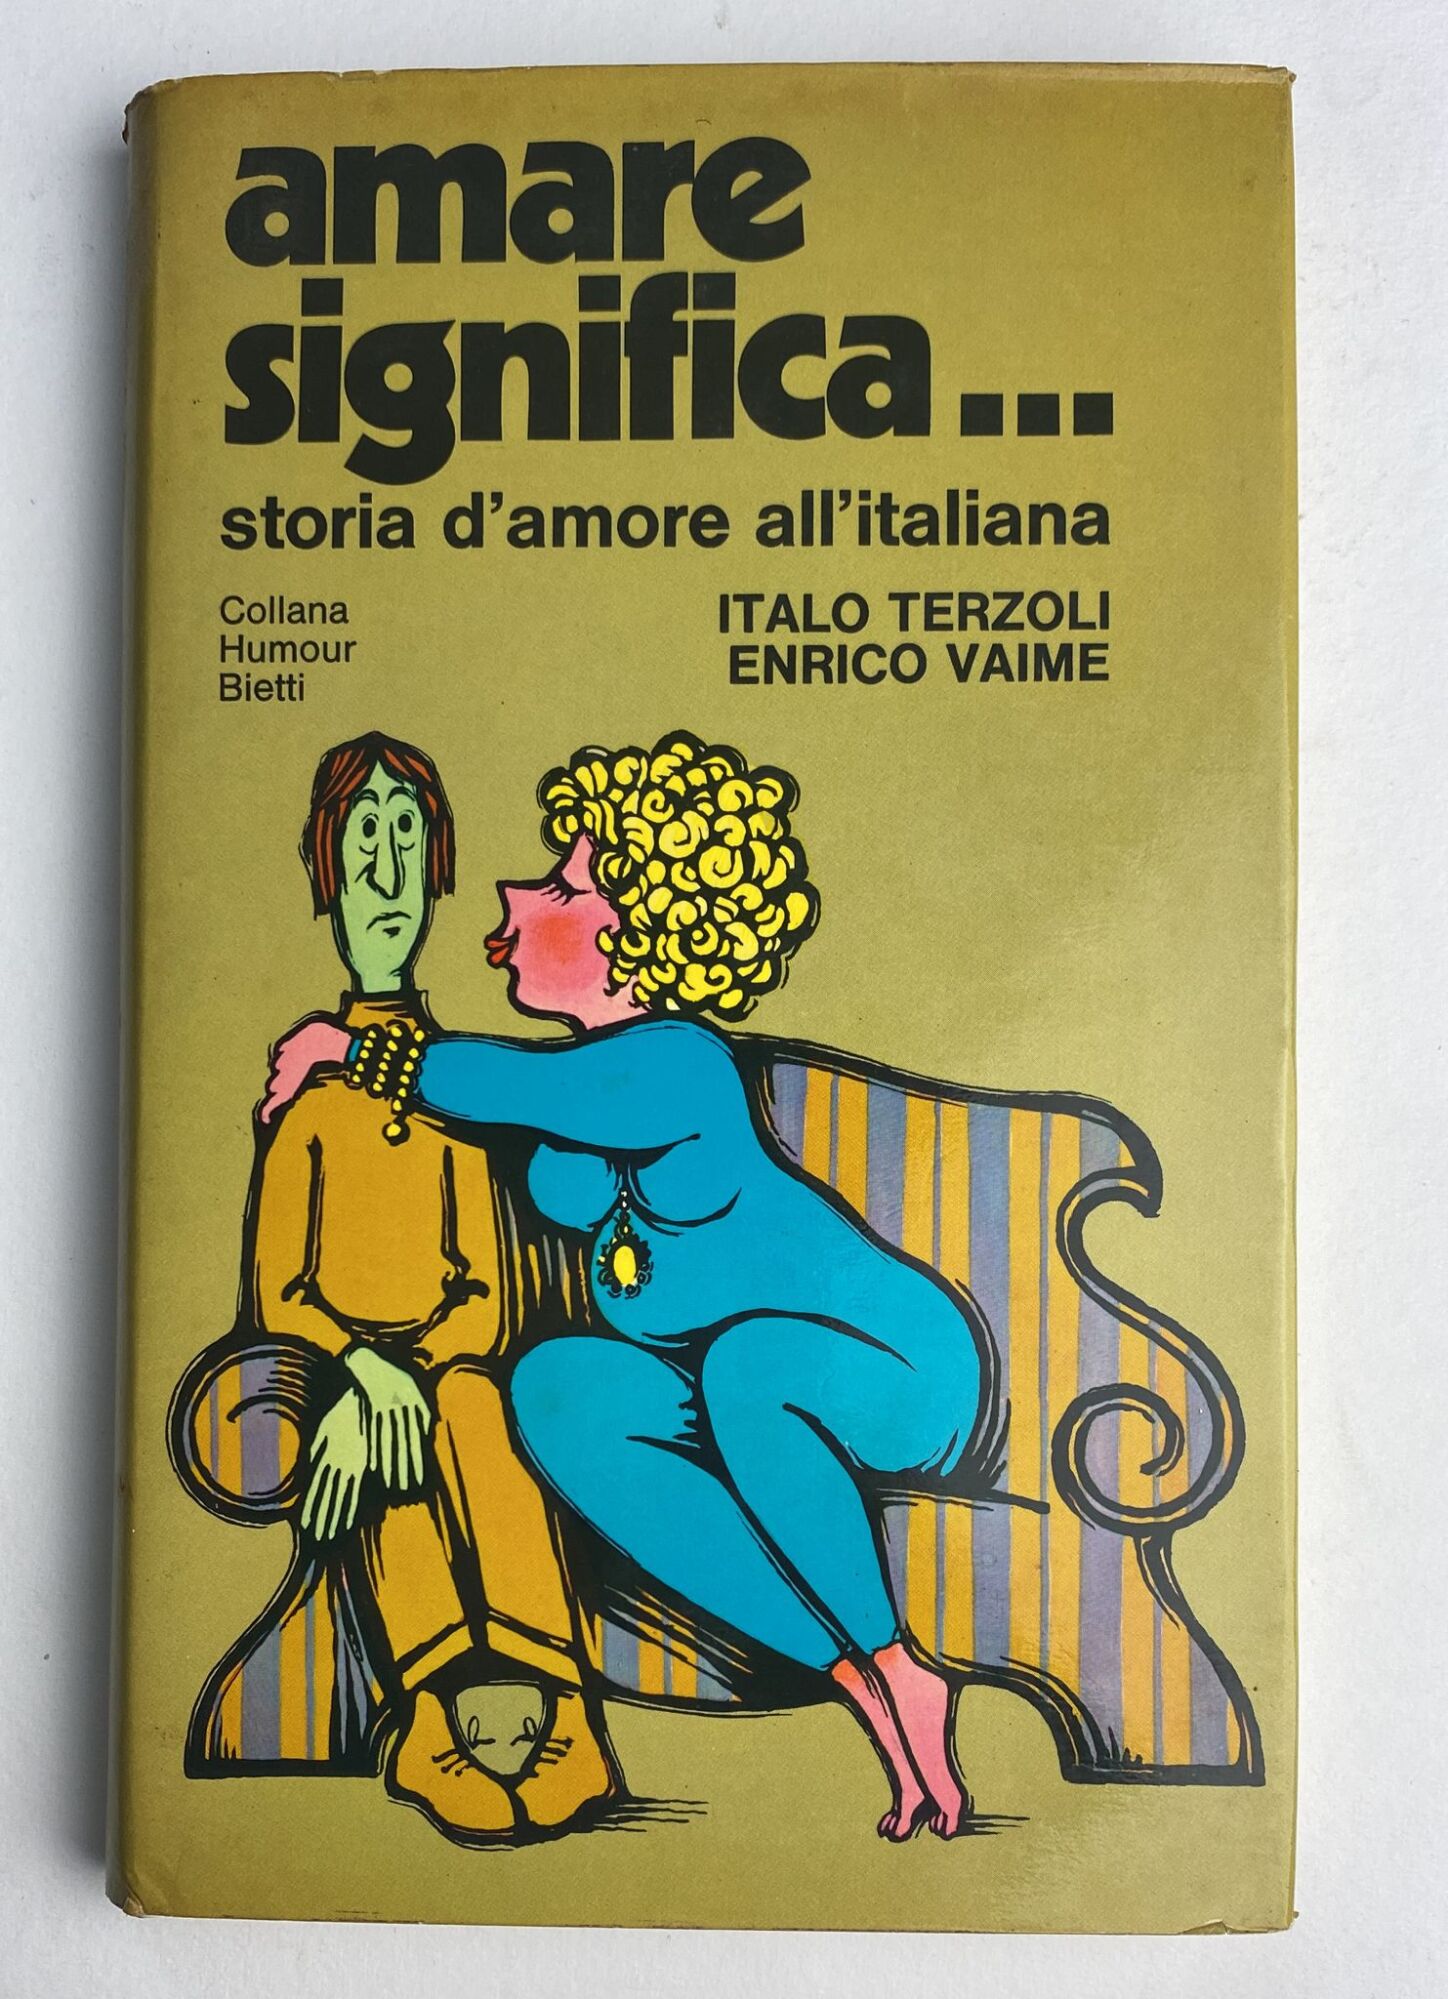 amare
significa...
storia d'amore all'italiana
Collana
Humour
Bietti
ITALO TERZOLI
ENRICO VAIME